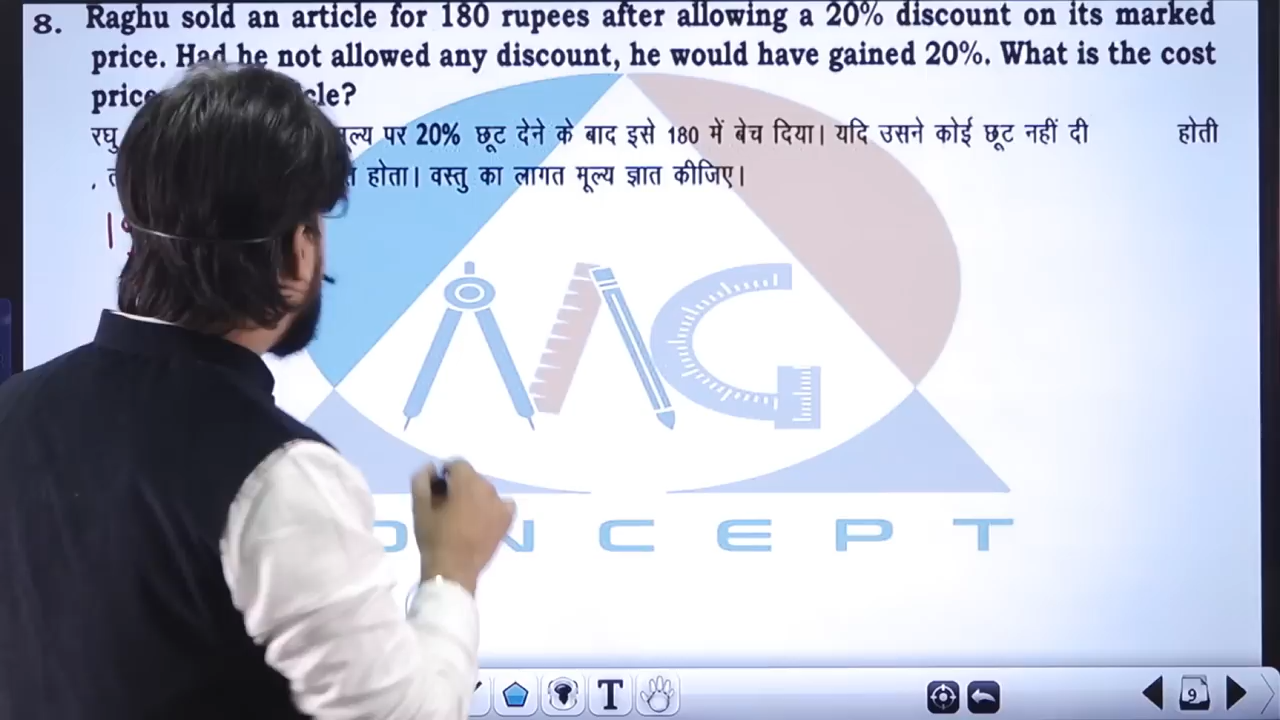 8. Raghu sold an article for 180 rupees after allowing a 20% discount on its marked
price. Had he not allowed any discount, he would have gained 20%. What is the cost
price cle?
रघु मूल्य पर 20% छूट देने के बाद इसे 180 में बेच दिया। यदि उसने कोई छूट नहीं दी होती
, होता। वस्तु का लागत मूल्य ज्ञात कीजिए।
ONCEPT
T
9